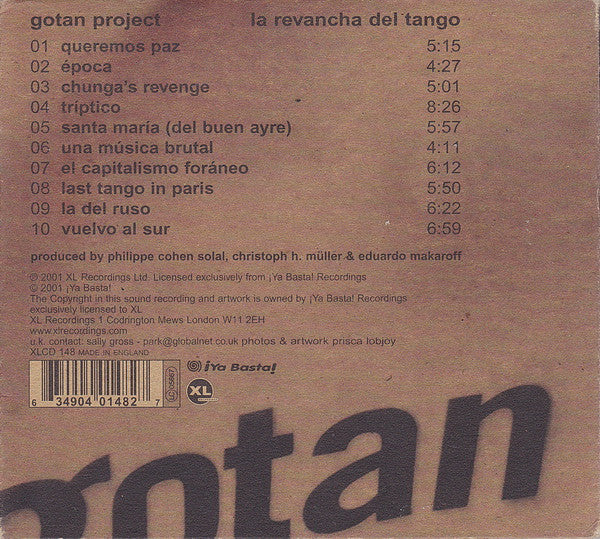 gotan project la revancha del tango
01 queremos paz 5:15
02 época 4:27
03 chunga's revenge 5:01
04 tríptico 8:26
05 santa maría (del buen ayre) 5:57
06 una música brutal 4:11
07 el capitalismo foráneo 6:12
08 last tango in paris 5:50
09 la del ruso 6:22
10 vuelvo al sur 6:59
produced by philippe cohen solal, christoph h. müller & eduardo makaroff
℗ 2001 XL Recordings Ltd. Licensed exclusively from ¡Ya Basta! Recordings
© 2001 ¡Ya Basta!
The Copyright in this sound recording and artwork is owned by ¡Ya Basta! Recordings
exclusively licensed to XL
XL Recordings 1 Codrington Mews London W11 2EH
www.xlrecordings.com
u.k. contact: sally gross - park@globalnet.co.uk photos & artwork prisca lobjoy
XLCD 148 MADE IN ENGLAND
¡Ya Basta!
XL
6 34904 01482 7
gotan